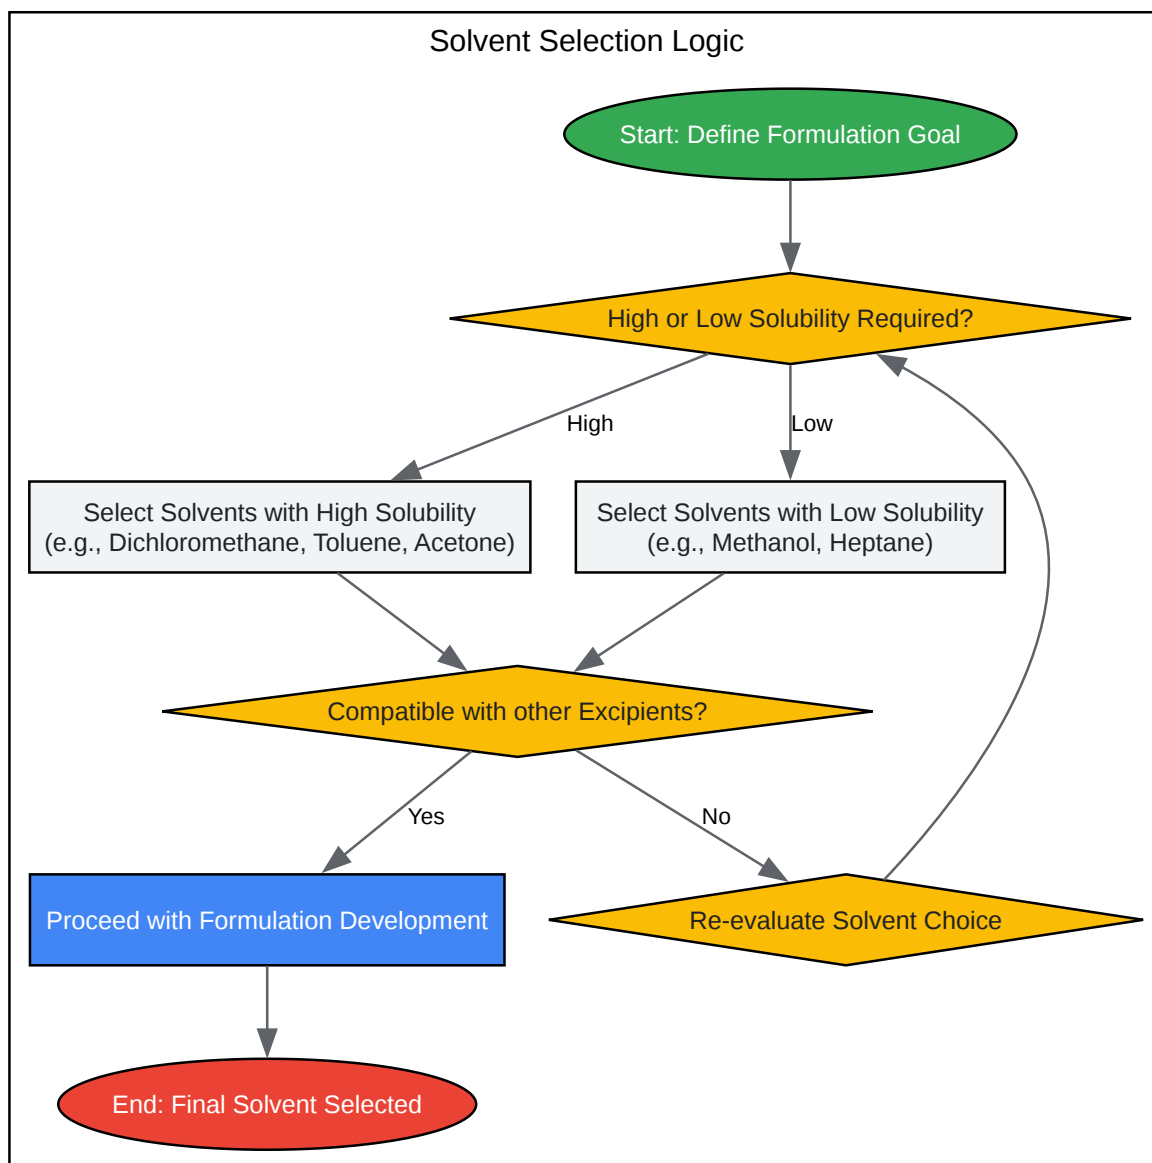 Solvent Selection Logic
Start: Define Formulation Goal
High or Low Solubility Required?
High
Low
Select Solvents with High Solubility
(e.g., Dichloromethane, Toluene, Acetone)
Select Solvents with Low Solubility
(e.g., Methanol, Heptane)
Compatible with other Excipients?
Yes
No
Proceed with Formulation Development
Re-evaluate Solvent Choice
End: Final Solvent Selected